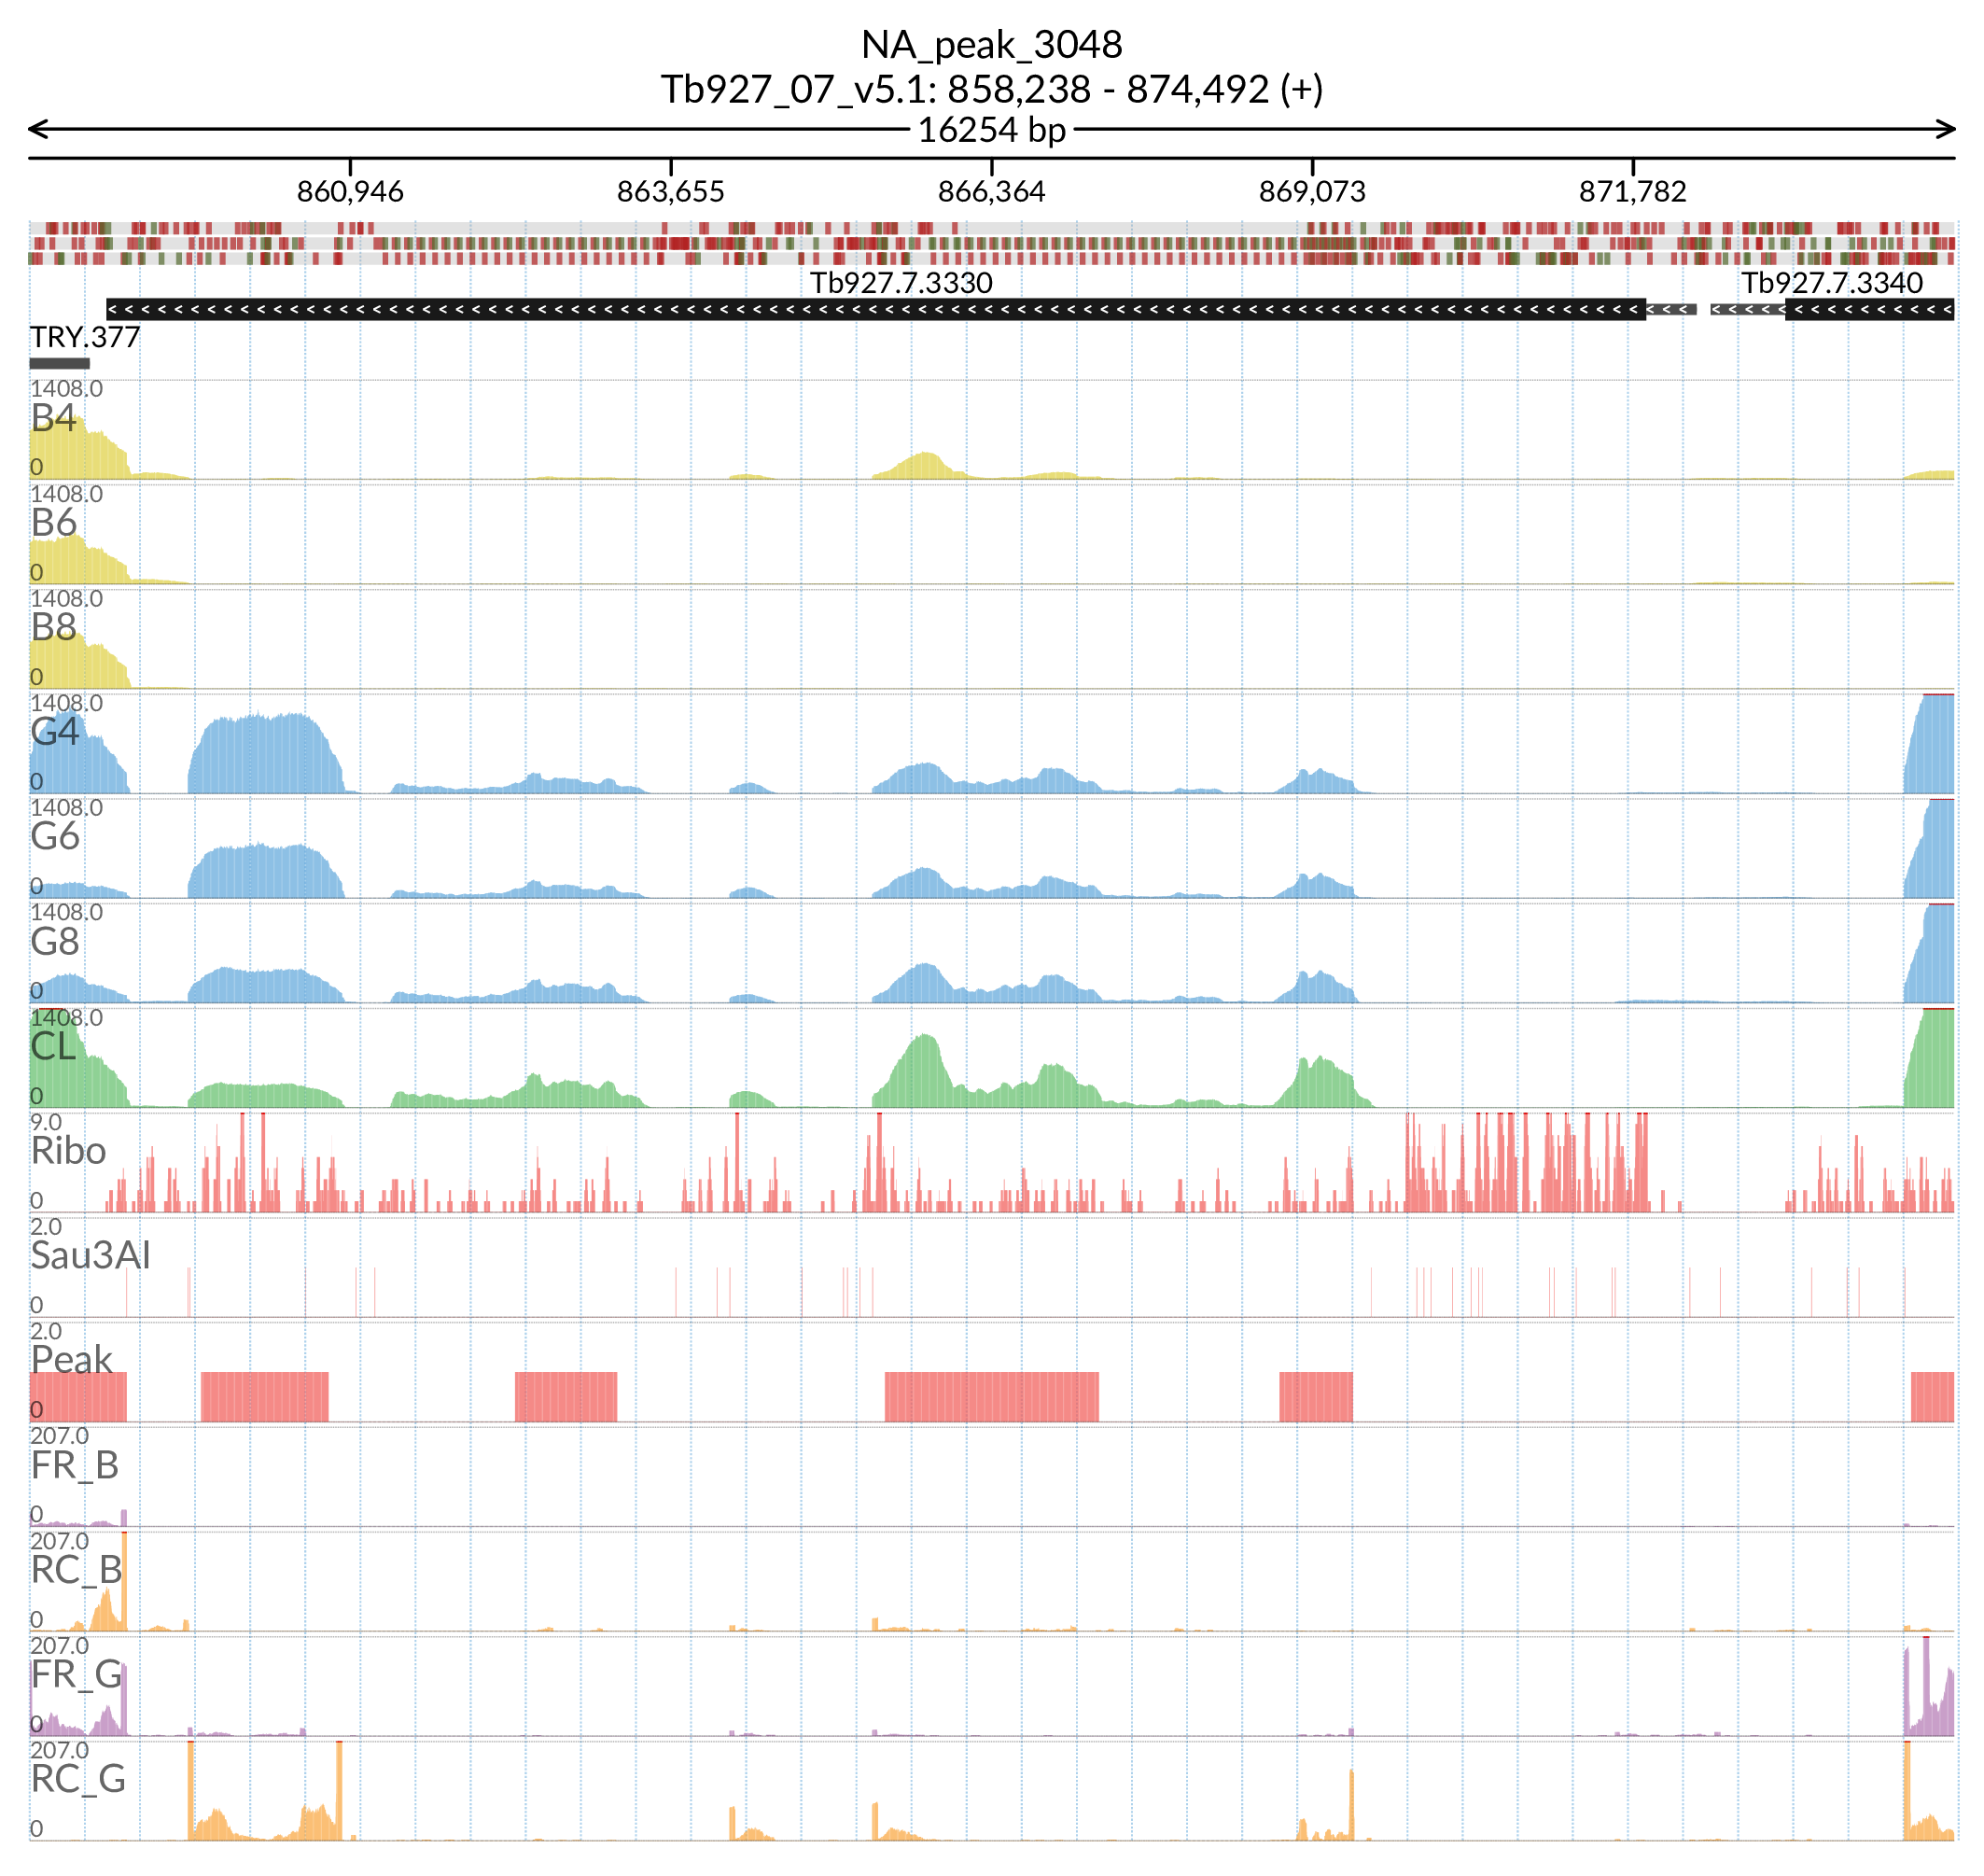 NA_peak_3048
Tb927_07_v5.1: 858,238 - 874,492 (+)
16254 bp
860,946 863,655 866,364 869,073 871,782
Tb927.7.3330 Tb927.7.3340
TRY.377
1408.0
B4
0
1408.0
B6
0
1408.0
B8
0
1408.0
G4
0
1408.0
G6
0
1408.0
G8
0
1408.0
CL
0
9.0
Ribo
0
2.0
Sau3AI
0
2.0
Peak
0
207.0
FR_B
0
207.0
RC_B
0
207.0
FR_G
0
207.0
RC_G
0